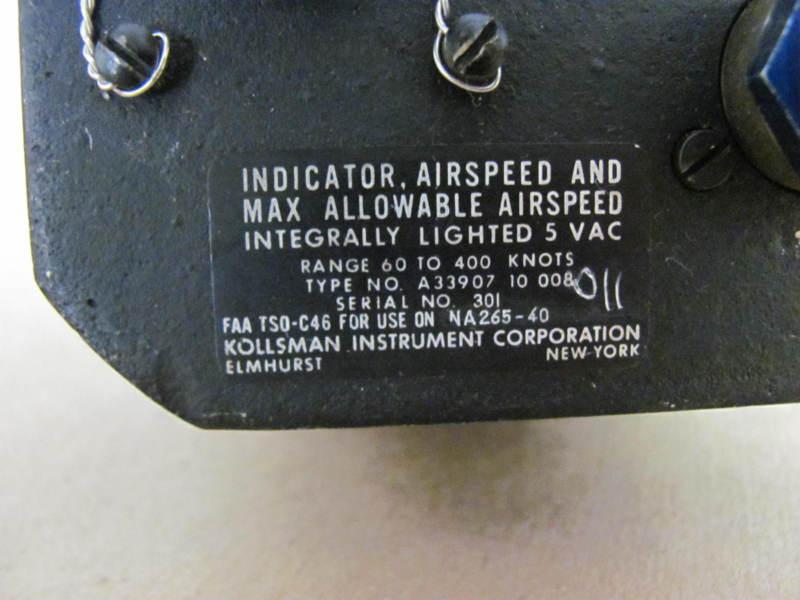 INDICATOR, AIRSPEED AND
MAX ALLOWABLE AIRSPEED
INTEGRALLY LIGHTED 5 VAC
RANGE 60 TO 400 KNOTS
TYPE NO. A33907 10 008 011
SERIAL NO. 301
FAA TSO-C46 FOR USE ON NA265-40
KOLLSMAN INSTRUMENT CORPORATION
ELMHURST NEW YORK